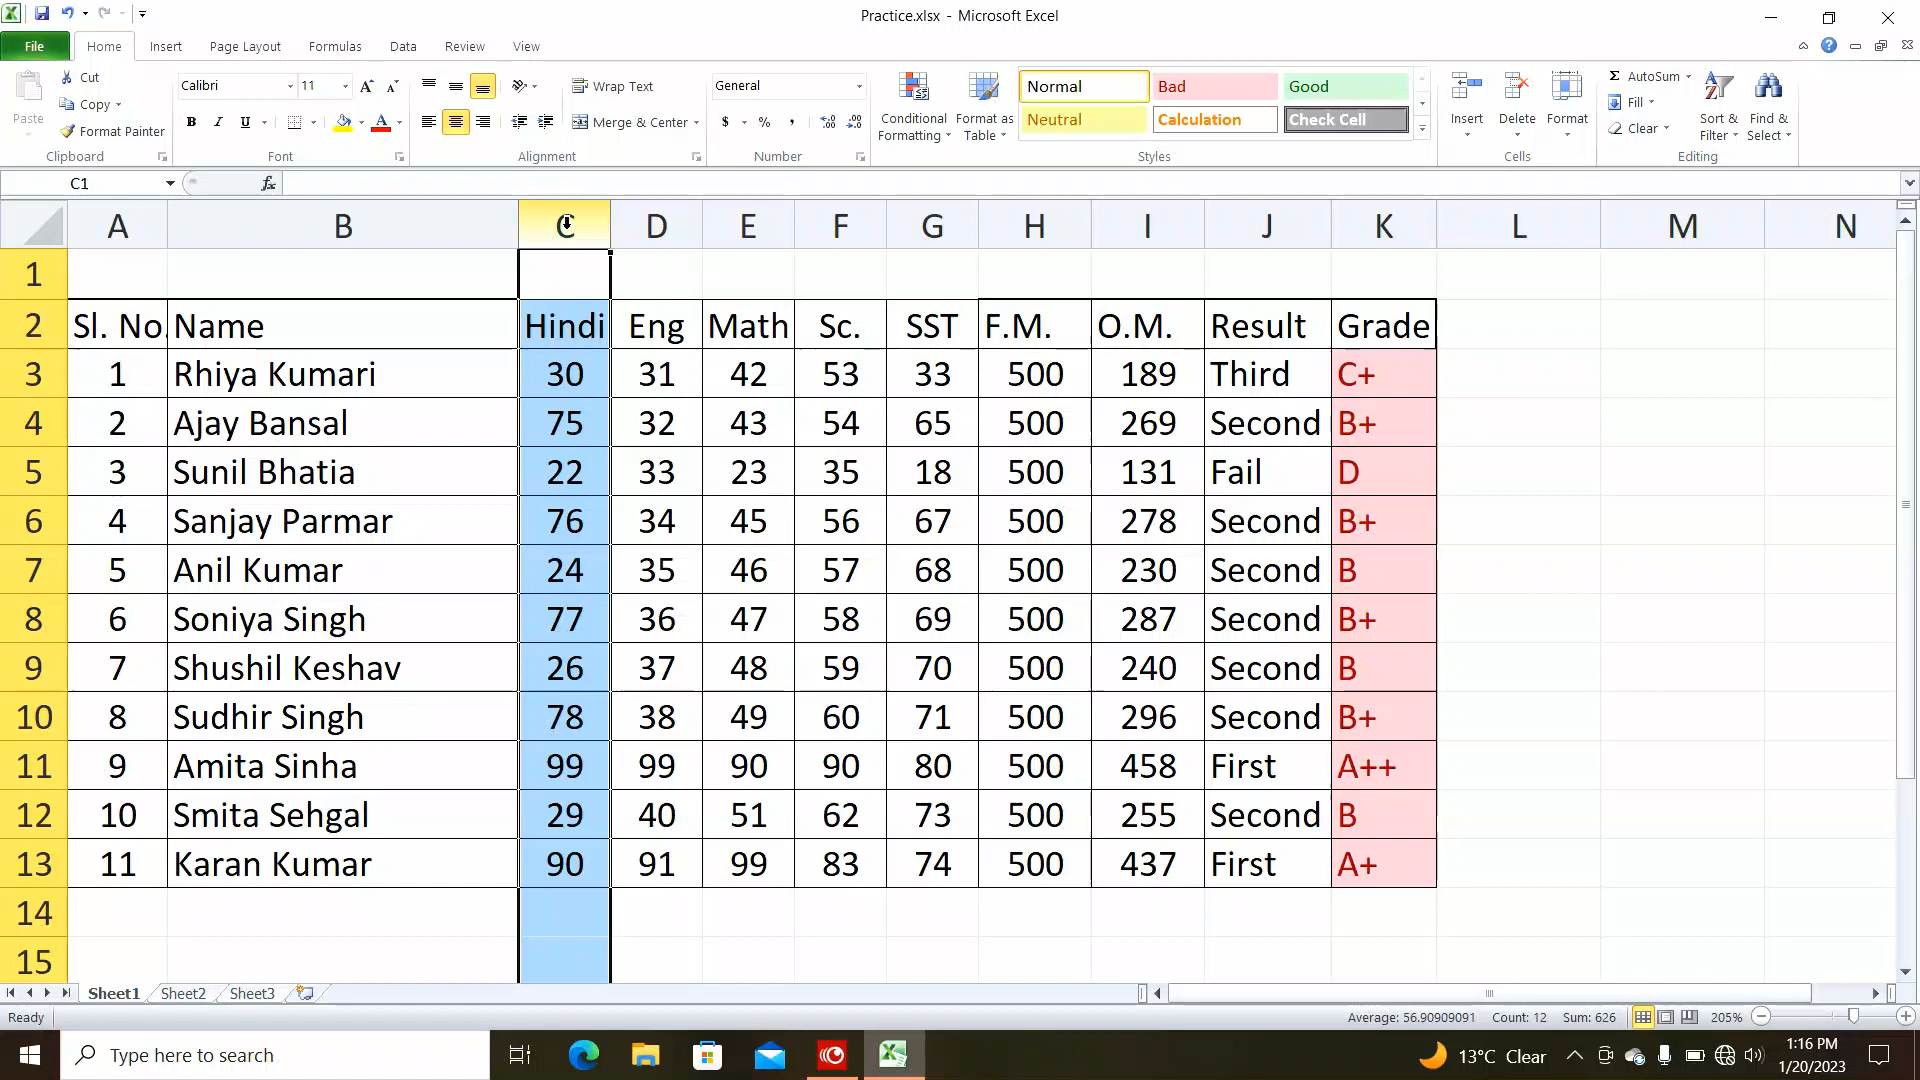 Practice.xlsx - Microsoft Excel
File Home Insert Page Layout Formulas Data Review View
Paste
Cut
Copy
Format Painter
Clipboard
Calibri 11
B I U
Font
Wrap Text
Merge & Center
Alignment
General
$ % ,
Number
Conditional Formatting
Format as Table
Normal Bad Good
Neutral Calculation Check Cell
Styles
Insert Delete Format
Cells
AutoSum
Fill
Clear
Sort & Filter
Find & Select
Editing
C1 fx
A B C D E F G H I J K L M N
1
2 Sl. No. Name Hindi Eng Math Sc. SST F.M. O.M. Result Grade
3 1 Rhiya Kumari 30 31 42 53 33 500 189 Third C+
4 2 Ajay Bansal 75 32 43 54 65 500 269 Second B+
5 3 Sunil Bhatia 22 33 23 35 18 500 131 Fail D
6 4 Sanjay Parmar 76 34 45 56 67 500 278 Second B+
7 5 Anil Kumar 24 35 46 57 68 500 230 Second B
8 6 Soniya Singh 77 36 47 58 69 500 287 Second B+
9 7 Shushil Keshav 26 37 48 59 70 500 240 Second B
10 8 Sudhir Singh 78 38 49 60 71 500 296 Second B+
11 9 Amita Sinha 99 99 90 90 80 500 458 First A++
12 10 Smita Sehgal 29 40 51 62 73 500 255 Second B
13 11 Karan Kumar 90 91 99 83 74 500 437 First A+
14
15
Sheet1 Sheet2 Sheet3
Ready Average: 56.90909091 Count: 12 Sum: 626 205%
Type here to search 13°C Clear 1:16 PM
1/20/2023